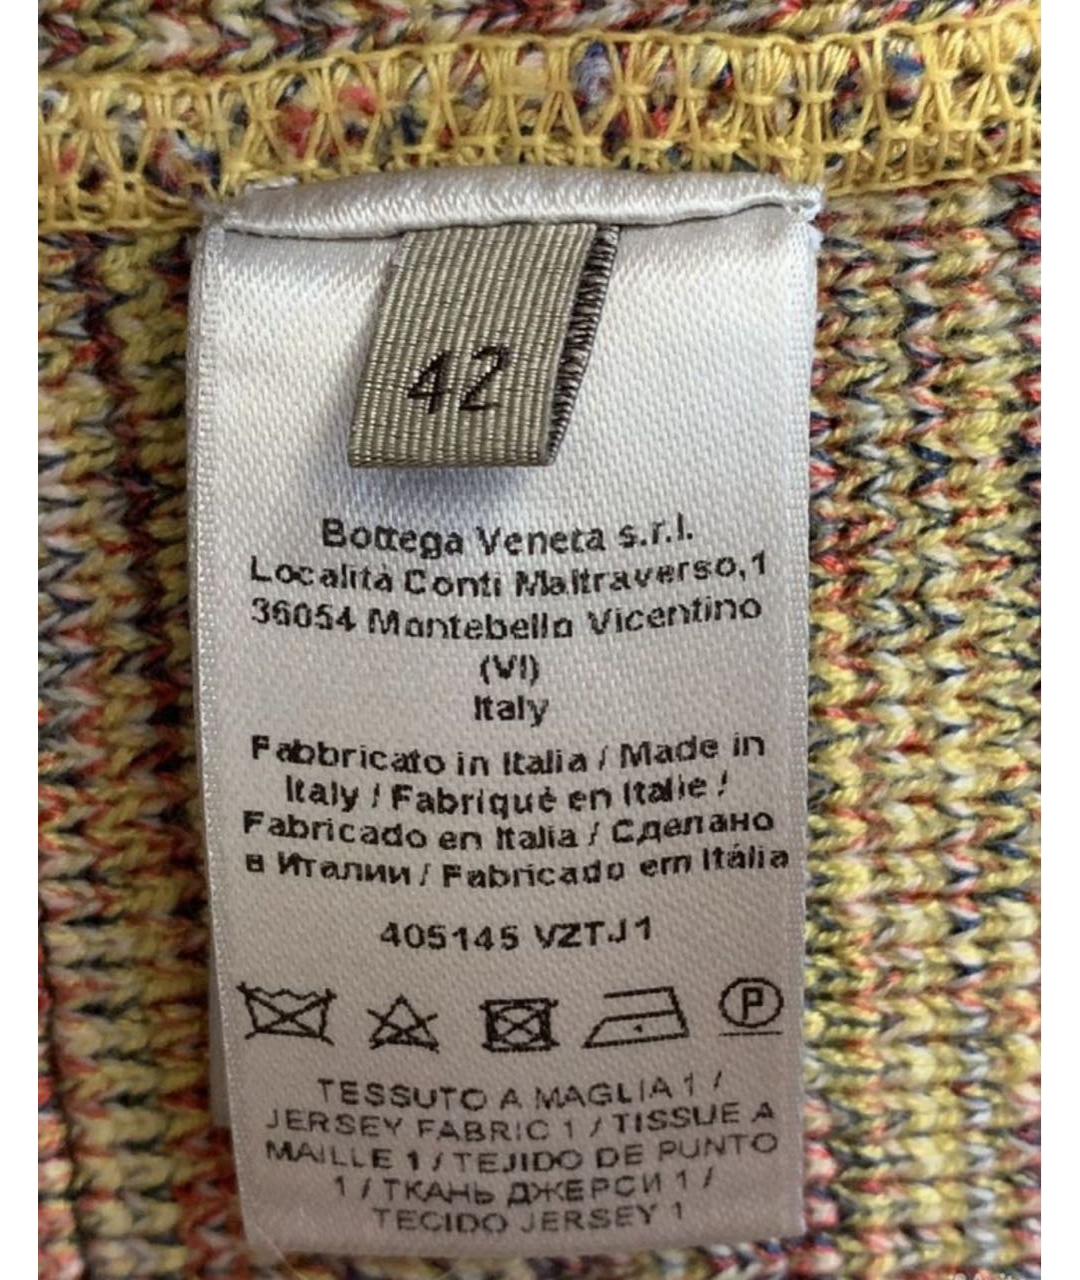 42
Bottega Veneta s.r.l.
Località Conti Maltraverso,1
36054 Montebello Vicentino
(VI)
Italy
Fabbricato in Italia / Made in
Italy / Fabriqué en Italie /
Fabricado en Italia / Сделано
в Италии / Fabricado em Itália
405145 VZTJ1
P
TESSUTO A MAGLIA 1 /
JERSEY FABRIC 1 / TISSUE A
MAILLE 1 / TEJIDO DE PUNTO
1 / ТКАНЬ ДЖЕРСИ 1 /
TECIDO JERSEY 1